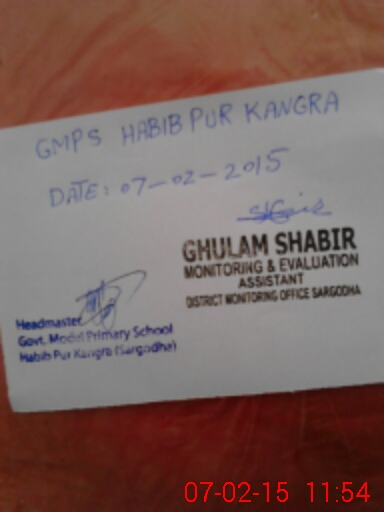 GMPS HABIB PUR KANGRA
DATE: 07-02-2015
GHULAM SHABIR
MONITORING & EVALUATION
ASSISTANT
DISTRICT MONITORING OFFICE SARGODHA
Headmaster
Govt. Model Primary School
Habib Pur Kangra (Sargodha)
07-02-15 11:54